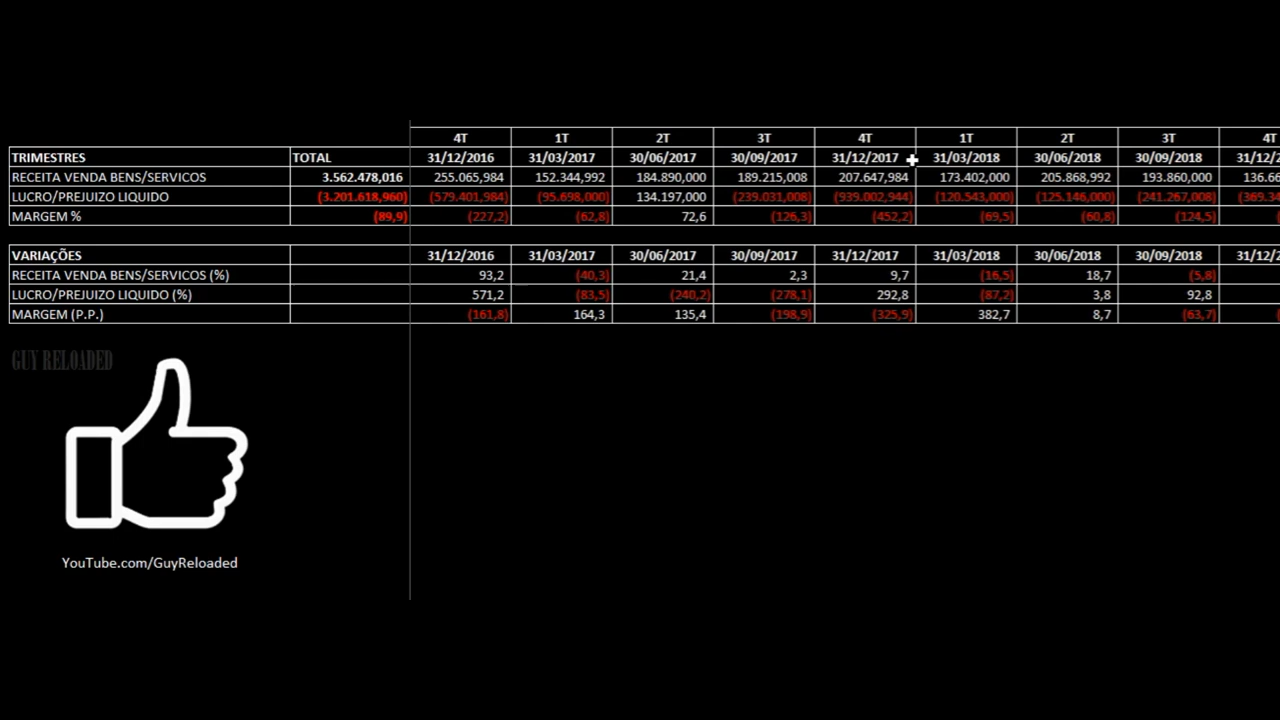 4T 1T 2T 3T 4T 1T 2T 3T 4T
TRIMESTRES TOTAL 31/12/2016 31/03/2017 30/06/2017 30/09/2017 31/12/2017 31/03/2018 30/06/2018 30/09/2018 31/12/2
RECEITA VENDA BENS/SERVICOS 3.562.478,016 255.065,984 152.344,992 184.890,000 189.215,008 207.647,984 173.402,000 205.868,992 193.860,000 136.66
LUCRO/PREJUIZO LIQUIDO (3.201.618,960) (579.401,984) (95.698,000) 134.197,000 (239.031,008) (939.002,944) (120.543,000) (125.146,000) (241.267,008) (369.34
MARGEM % (89,9) (227,2) (62,8) 72,6 (126,3) (452,2) (69,5) (60,8) (124,5) (
VARIAÇÕES 31/12/2016 31/03/2017 30/06/2017 30/09/2017 31/12/2017 31/03/2018 30/06/2018 30/09/2018 31/12/2
RECEITA VENDA BENS/SERVICOS (%) 93,2 (40,3) 21,4 2,3 9,7 (16,5) 18,7 (5,8)
LUCRO/PREJUIZO LIQUIDO (%) 571,2 (83,5) (240,2) (278,1) 292,8 (87,2) 3,8 92,8
MARGEM (P.P.) (161,8) 164,3 135,4 (198,9) (325,9) 382,7 8,7 (63,7) (
GUY RELOADED
YouTube.com/GuyReloaded